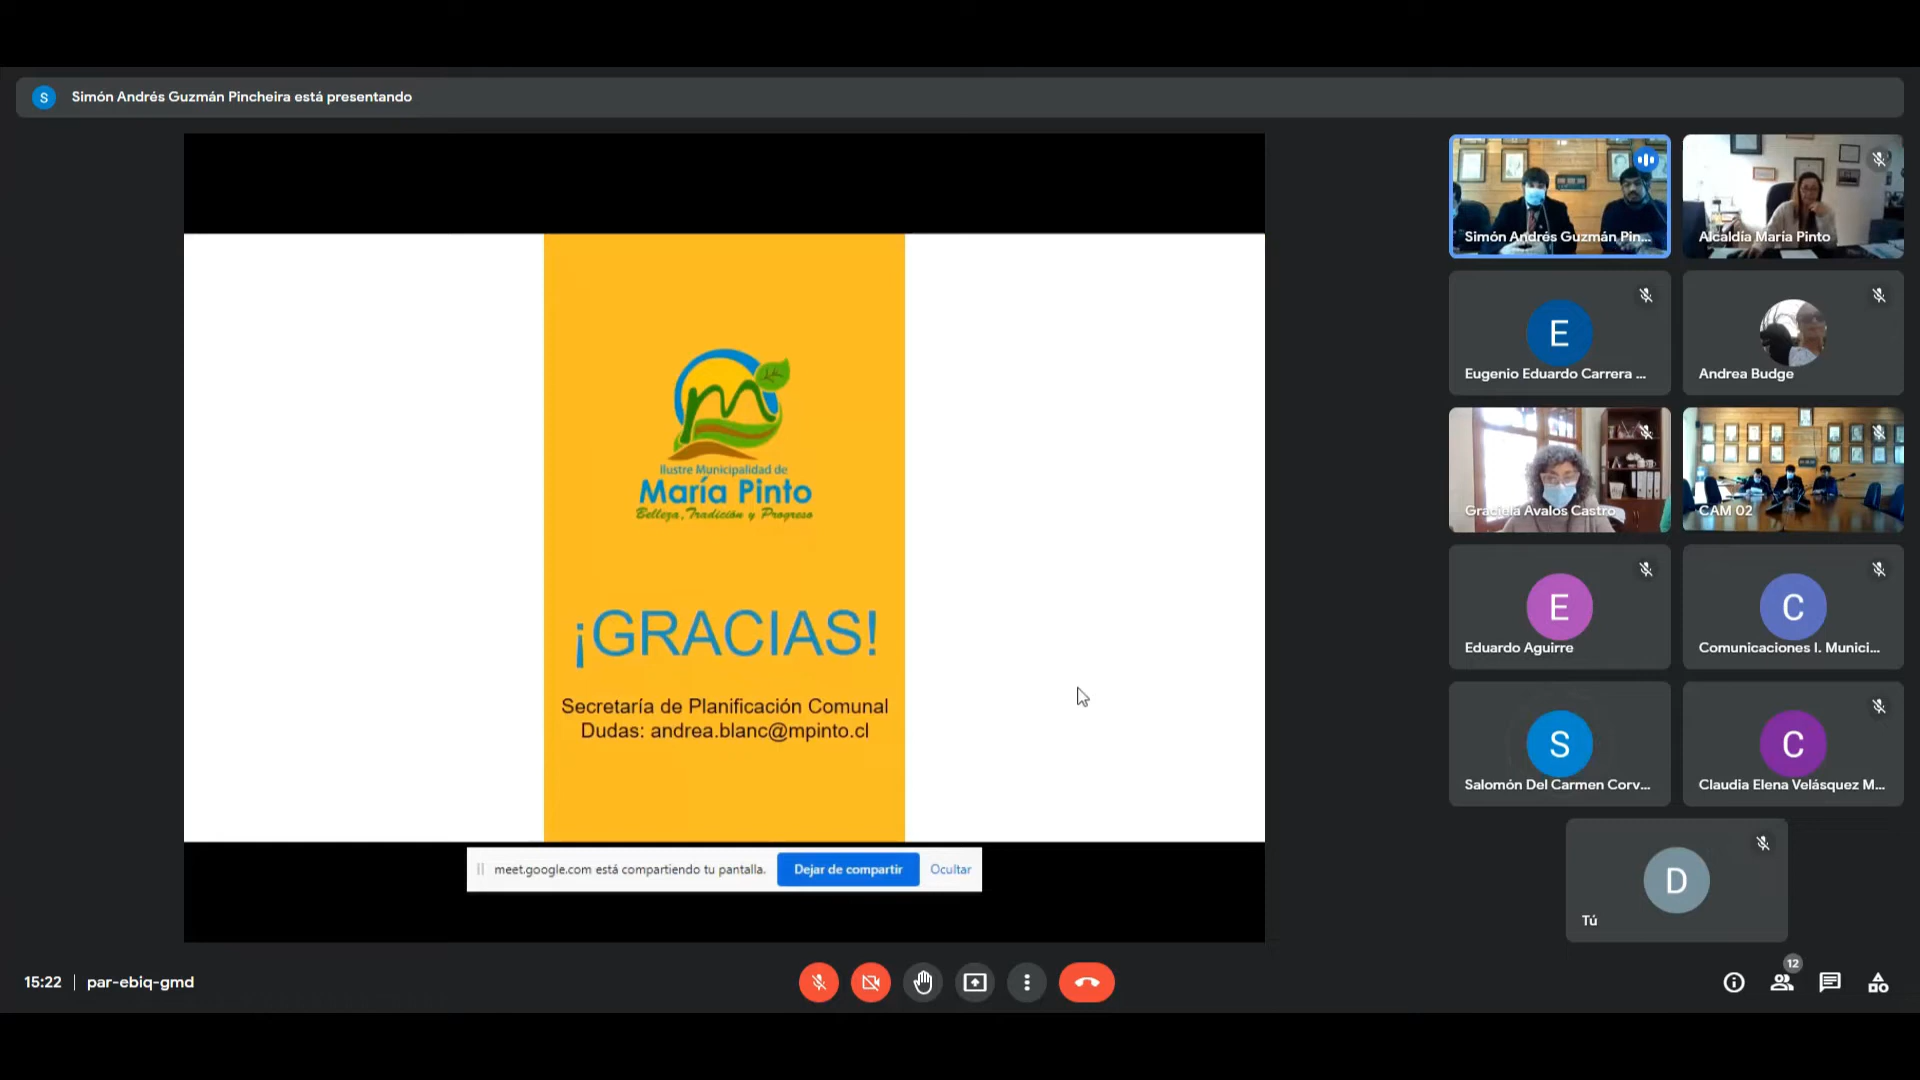 S Simón Andrés Guzmán Pincheira está presentando
Simón Andrés Guzmán Pin...
Alcaldía María Pinto
E
Eugenio Eduardo Carrera ...
Andrea Budge
Graciela Avalos Castro
CAM 02
E
Eduardo Aguirre
C
Comunicaciones I. Munici...
S
Salomón Del Carmen Corv...
C
Claudia Elena Velásquez M...
D
Tú
m
Ilustre Municipalidad de
María Pinto
Belleza, Tradición y Progreso
¡GRACIAS!
Secretaría de Planificación Comunal
Dudas: andrea.blanc@mpinto.cl
meet.google.com está compartiendo tu pantalla. Dejar de compartir Ocultar
15:22 | par-ebiq-gmd
12